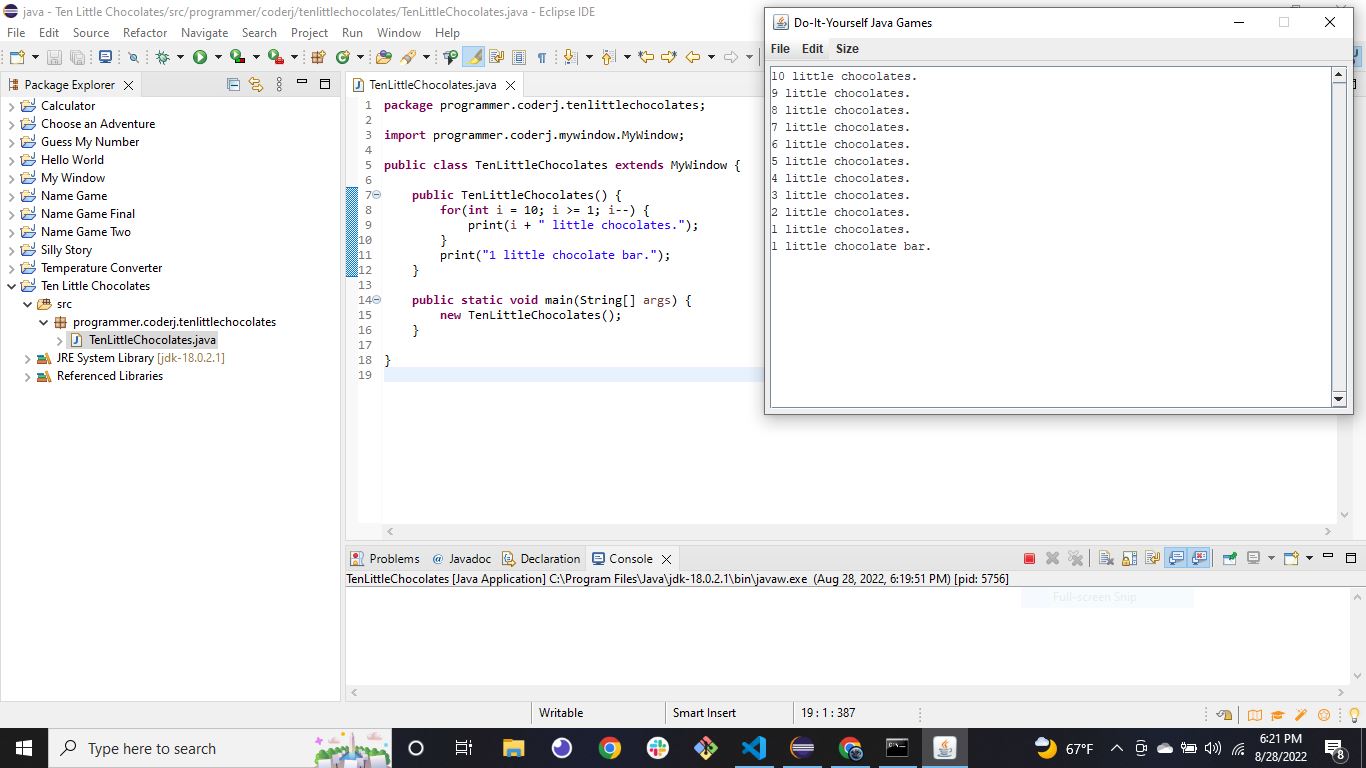 java - Ten Little Chocolates/src/programmer/coderj/tenlittlechocolates/TenLittleChocolates.java - Eclipse IDE
File Edit Source Refactor Navigate Search Project Run Window Help
Package Explorer
Calculator
Choose an Adventure
Guess My Number
Hello World
My Window
Name Game
Name Game Final
Name Game Two
Silly Story
Temperature Converter
Ten Little Chocolates
src
programmer.coderj.tenlittlechocolates
TenLittleChocolates.java
JRE System Library [jdk-18.0.2.1]
Referenced Libraries
TenLittleChocolates.java
1 package programmer.coderj.tenlittlechocolates;
2
3 import programmer.coderj.mywindow.MyWindow;
4
5 public class TenLittleChocolates extends MyWindow {
6
7 public TenLittleChocolates() {
8 for(int i = 10; i >= 1; i--) {
9 print(i + " little chocolates.");
10 }
11 print("1 little chocolate bar.");
12 }
13
14 public static void main(String[] args) {
15 new TenLittleChocolates();
16 }
17
18 }
19
Do-It-Yourself Java Games
File Edit Size
10 little chocolates.
9 little chocolates.
8 little chocolates.
7 little chocolates.
6 little chocolates.
5 little chocolates.
4 little chocolates.
3 little chocolates.
2 little chocolates.
1 little chocolates.
1 little chocolate bar.
Problems @ Javadoc Declaration Console
TenLittleChocolates [Java Application] C:\Program Files\Java\jdk-18.0.2.1\bin\javaw.exe (Aug 28, 2022, 6:19:51 PM) [pid: 5756]
Full-screen Snip
Writable Smart Insert 19 : 1 : 387
Type here to search
67°F
6:21 PM
8/28/2022
8